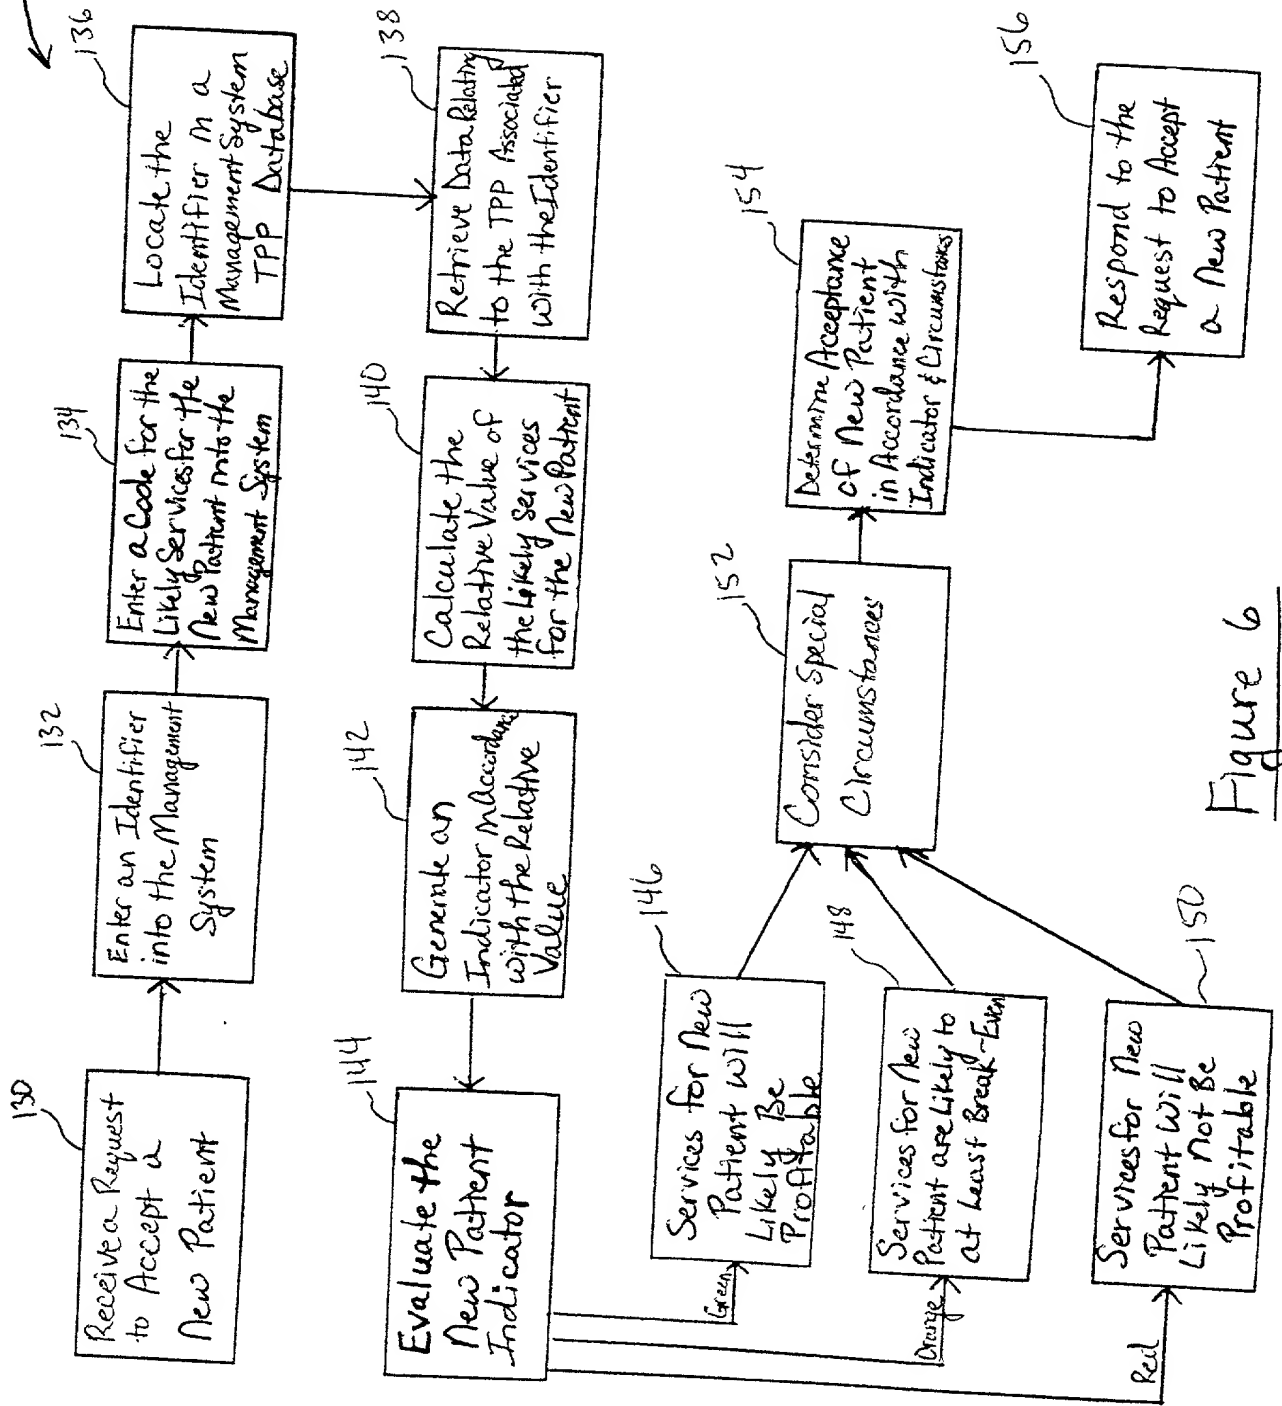 130
Receive a Request
to Accept a
New Patient
132
Enter an Identifier
into the Management
System
134
Enter a Code for the
Likely Services for the
New Patient into the
Management System
136
Locate the
Identifier in a
Management System
TPP Database
138
Retrieve Data Relating
to the TPP Associated
with the Identifier
140
Calculate the
Relative Value of
the Likely Services
for the New Patient
142
Generate an
Indicator in Accordance
with the Relative
Value
144
Evaluate the
New Patient
Indicator
Green
Orange
Red
146
Services for New
Patient Will
Likely Be
Profitable
148
Services for New
Patient are Likely to
at Least Break-Even
150
Services for New
Patient Will
Likely Not Be
Profitable
152
Consider Special
Circumstances
154
Determine Acceptance
of New Patient
in Accordance with
Indicator & Circumstances
156
Respond to the
Request to Accept
a New Patient
Figure 6